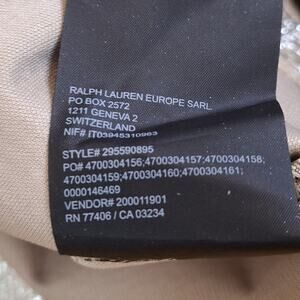 RALPH LAUREN EUROPE SARL
PO BOX 2572
1211 GENEVA 2
SWITZERLAND
NIF# IT03945310963
STYLE# 295590895
PO# 4700304156;4700304157;4700304158;
4700304159;4700304160;4700304161;
0000146469
VENDOR# 200011901
RN 77406 / CA 03234